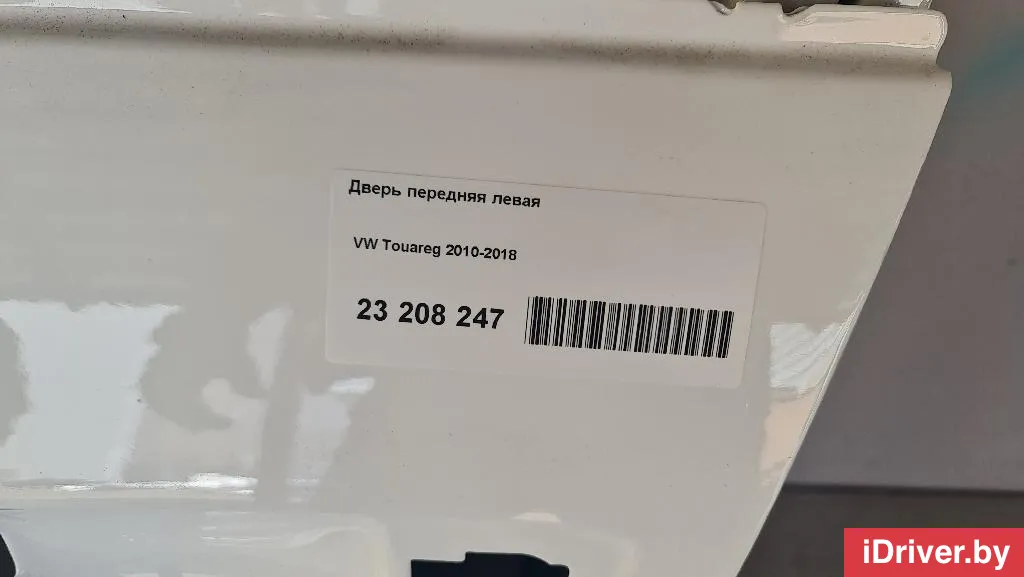 Дверь передняя левая
VW Touareg 2010-2018
23 208 247
iDriver.by